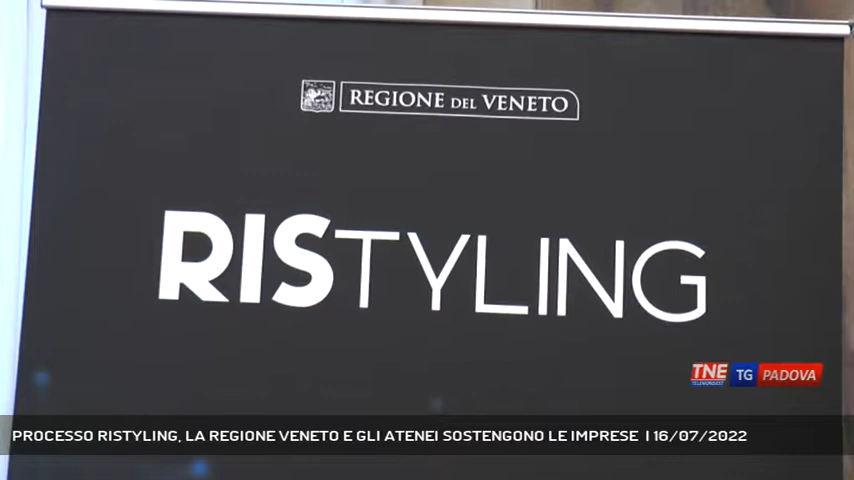 REGIONE DEL VENETO
RISTYLING
TNE TG PADOVA
TELENORDEST
PROCESSO RISTYLING, LA REGIONE VENETO E GLI ATENEI SOSTENGONO LE IMPRESE | 16/07/2022